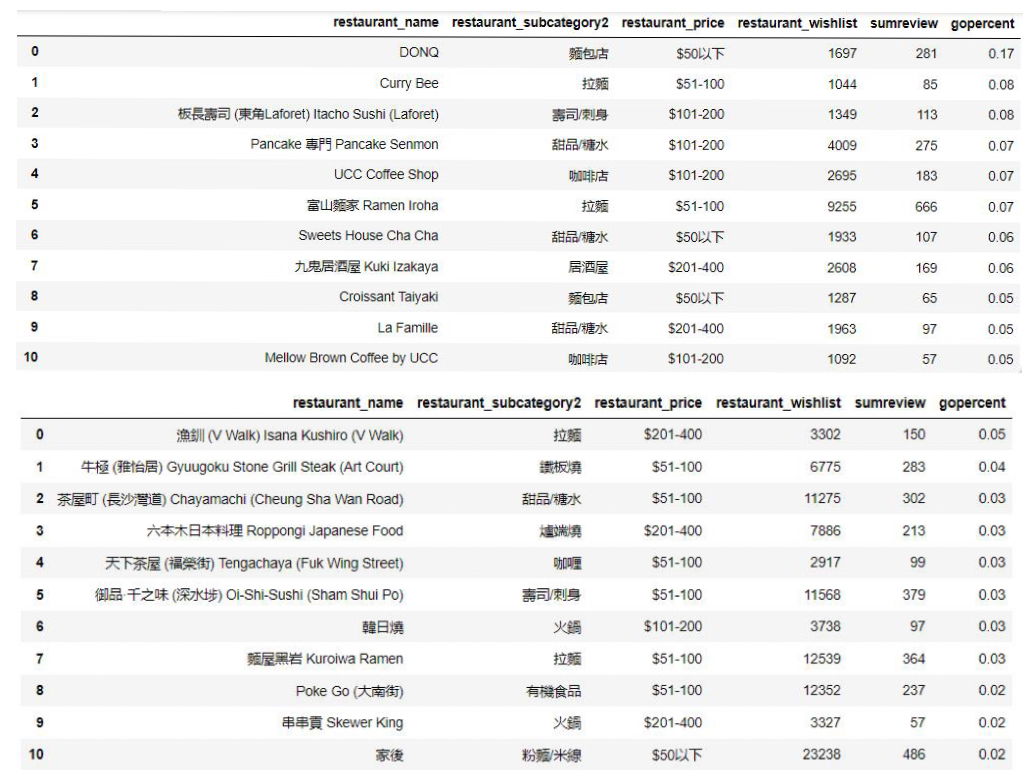 restaurant_name restaurant_subcategory2 restaurant_price restaurant_wishlist sumreview gopercent
0 DONQ 麵包店 $50以下 1697 281 0.17
1 Curry Bee 拉麵 $51-100 1044 85 0.08
2 板長壽司 (東角Laforet) Itacho Sushi (Laforet) 壽司/刺身 $101-200 1349 113 0.08
3 Pancake 專門 Pancake Senmon 甜品/糖水 $101-200 4009 275 0.07
4 UCC Coffee Shop 咖啡店 $101-200 2695 183 0.07
5 富山麵家 Ramen Iroha 拉麵 $51-100 9255 666 0.07
6 Sweets House Cha Cha 甜品/糖水 $50以下 1933 107 0.06
7 九鬼居酒屋 Kuki Izakaya 居酒屋 $201-400 2608 169 0.06
8 Croissant Taiyaki 麵包店 $50以下 1287 65 0.05
9 La Famille 甜品/糖水 $201-400 1963 97 0.05
10 Mellow Brown Coffee by UCC 咖啡店 $101-200 1092 57 0.05
restaurant_name restaurant_subcategory2 restaurant_price restaurant_wishlist sumreview gopercent
0 漁釧 (V Walk) Isana Kushiro (V Walk) 拉麵 $201-400 3302 150 0.05
1 牛極 (雅怡居) Gyuugoku Stone Grill Steak (Art Court) 鐵板燒 $51-100 6775 283 0.04
2 茶屋町 (長沙灣道) Chayamachi (Cheung Sha Wan Road) 甜品/糖水 $51-100 11275 302 0.03
3 六本木日本料理 Roppongi Japanese Food 爐端燒 $201-400 7886 213 0.03
4 天下茶屋 (福榮街) Tengachaya (Fuk Wing Street) 咖喱 $51-100 2917 99 0.03
5 御品·千之味 (深水埗) Oi-Shi-Sushi (Sham Shui Po) 壽司/刺身 $51-100 11568 379 0.03
6 韓日燒 火鍋 $101-200 3738 97 0.03
7 麵屋黑岩 Kuroiwa Ramen 拉麵 $51-100 12539 364 0.03
8 Poke Go (大南街) 有機食品 $51-100 12352 237 0.02
9 串串貢 Skewer King 火鍋 $201-400 3327 57 0.02
10 家後 粉麵/米線 $50以下 23238 486 0.02